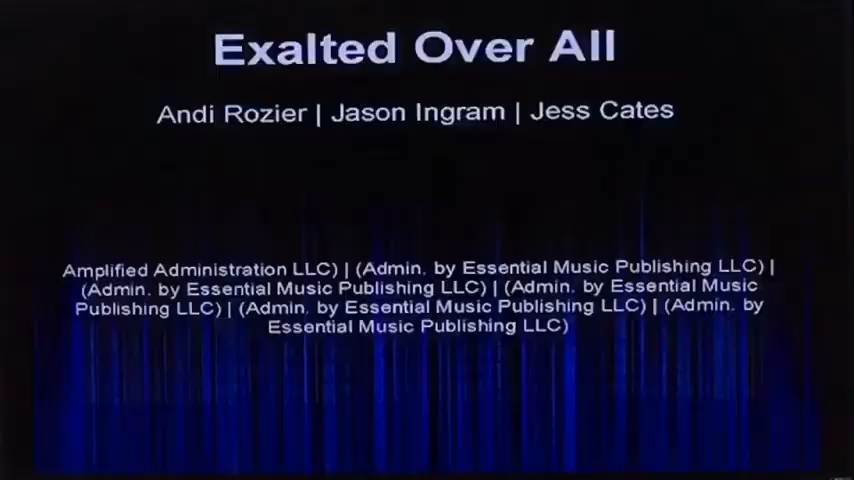 Exalted Over All
Andi Rozier | Jason Ingram | Jess Cates
Amplified Administration LLC) | (Admin. by Essential Music Publishing LLC) |
(Admin. by Essential Music Publishing LLC) | (Admin. by Essential Music
Publishing LLC) | (Admin. by Essential Music Publishing LLC) | (Admin. by
Essential Music Publishing LLC)